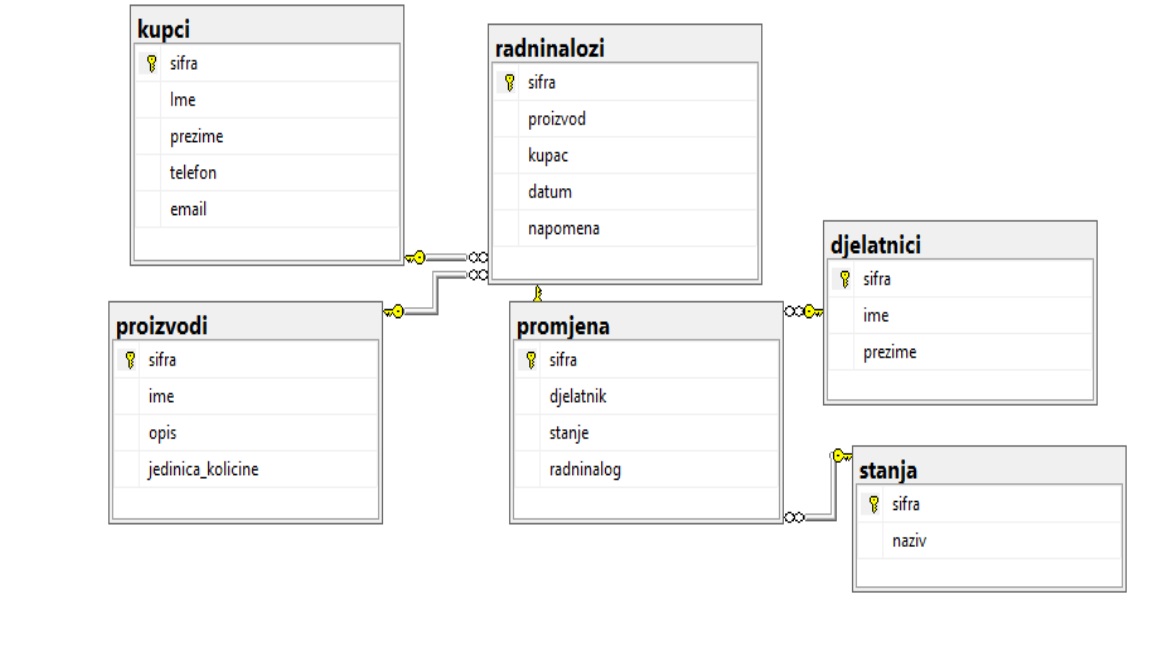 kupci
sifra
Ime
prezime
telefon
email
radninalozi
sifra
proizvod
kupac
datum
napomena
proizvodi
sifra
ime
opis
jedinica_kolicine
promjena
sifra
djelatnik
stanje
radninalog
djelatnici
sifra
ime
prezime
stanja
sifra
naziv